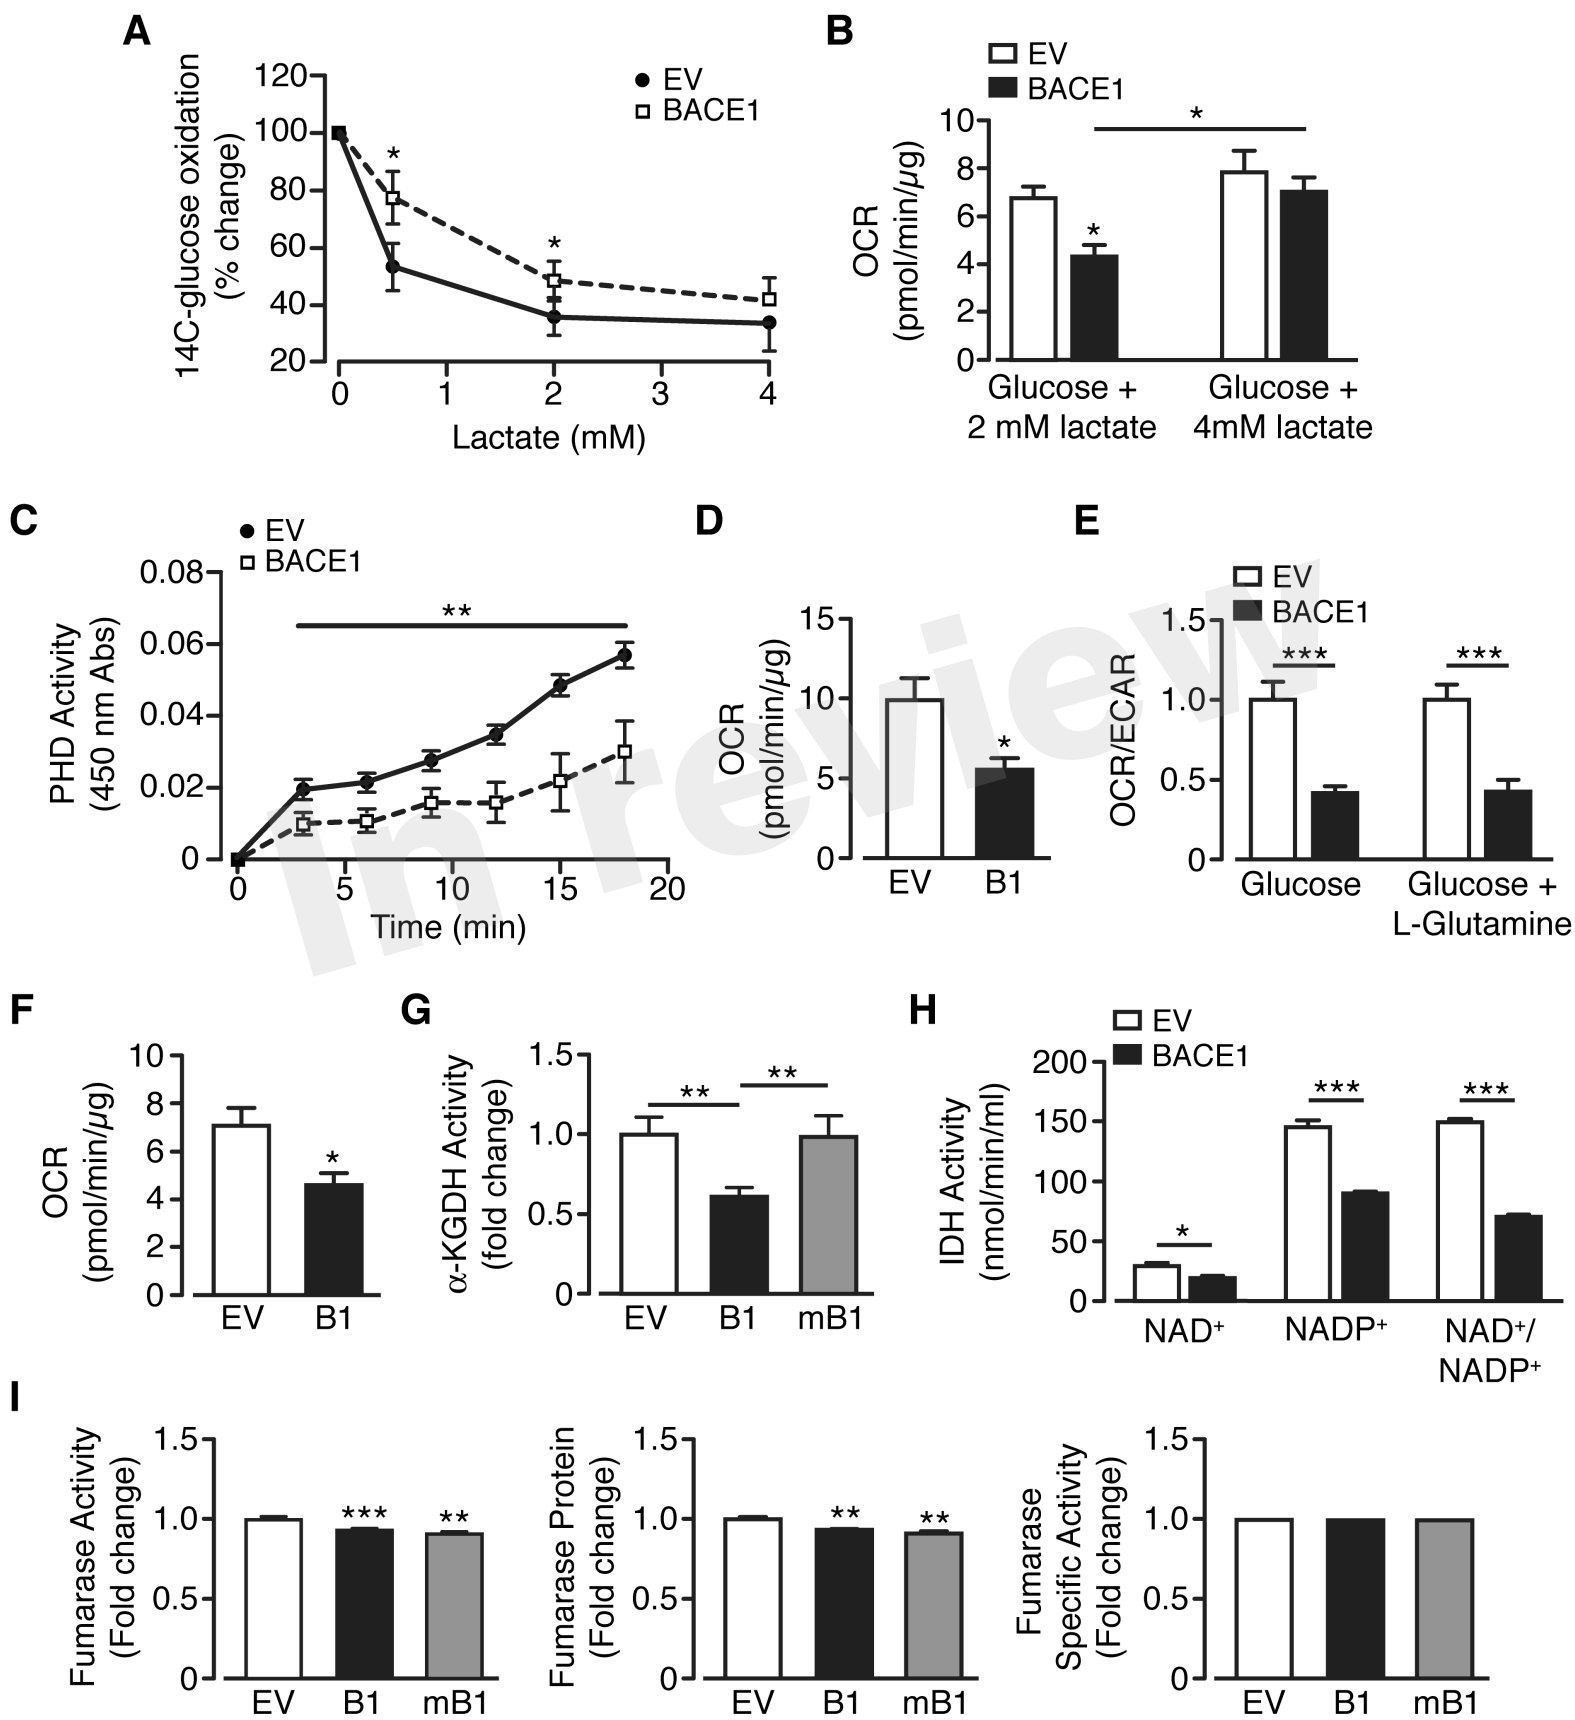 A
14C-glucose oxidation
(% change)
120
100
80
60
40
20
0 1 2 3 4
Lactate (mM)
EV
BACE1
*
*
B
EV
BACE1
OCR
(pmol/min/µg)
10
8
6
4
2
0
*
*
Glucose +
2 mM lactate
Glucose +
4mM lactate
C
EV
BACE1
PHD Activity
(450 nm Abs)
0.08
0.06
0.04
0.02
0
**
0 5 10 15 20
Time (min)
D
OCR
(pmol/min/µg)
15
10
5
0
*
EV B1
E
EV
BACE1
OCR/ECAR
1.5
1.0
0.5
0
*** ***
Glucose
Glucose +
L-Glutamine
in review
F
OCR
(pmol/min/µg)
10
8
6
4
2
0
*
EV B1
G
α-KGDH Activity
(fold change)
1.5
1.0
0.5
0
** **
EV B1 mB1
H
EV
BACE1
IDH Activity
(nmol/min/ml)
200
150
100
50
0
* *** ***
NAD⁺ NADP⁺ NAD⁺/
NADP⁺
I
Fumarase Activity
(Fold change)
1.5
1.0
0.5
0
*** **
EV B1 mB1
Fumarase Protein
(Fold change)
1.5
1.0
0.5
0
** **
EV B1 mB1
Fumarase
Specific Activity
(Fold change)
1.5
1.0
0.5
0
EV B1 mB1